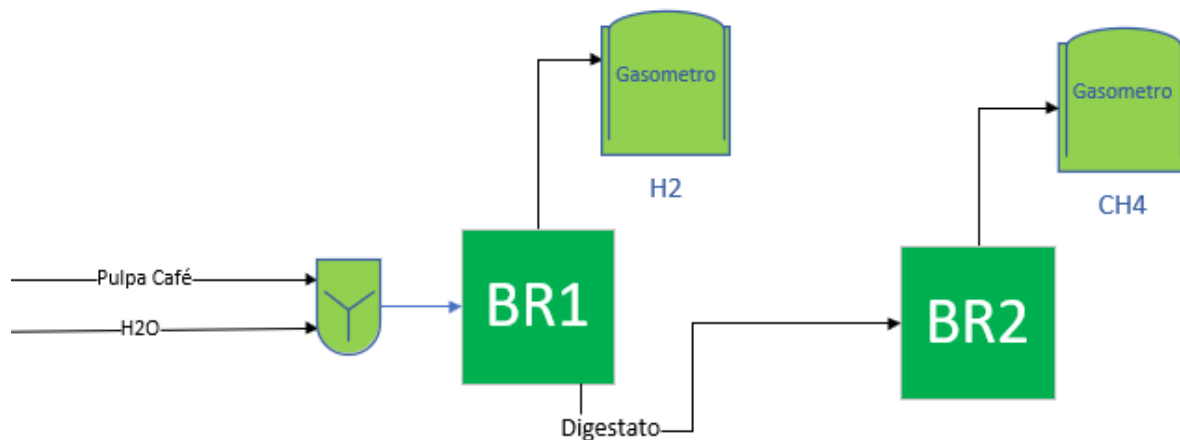 Gasometro
H2
Gasometro
CH4
Pulpa Café
H2O
BR1
BR2
Digestato